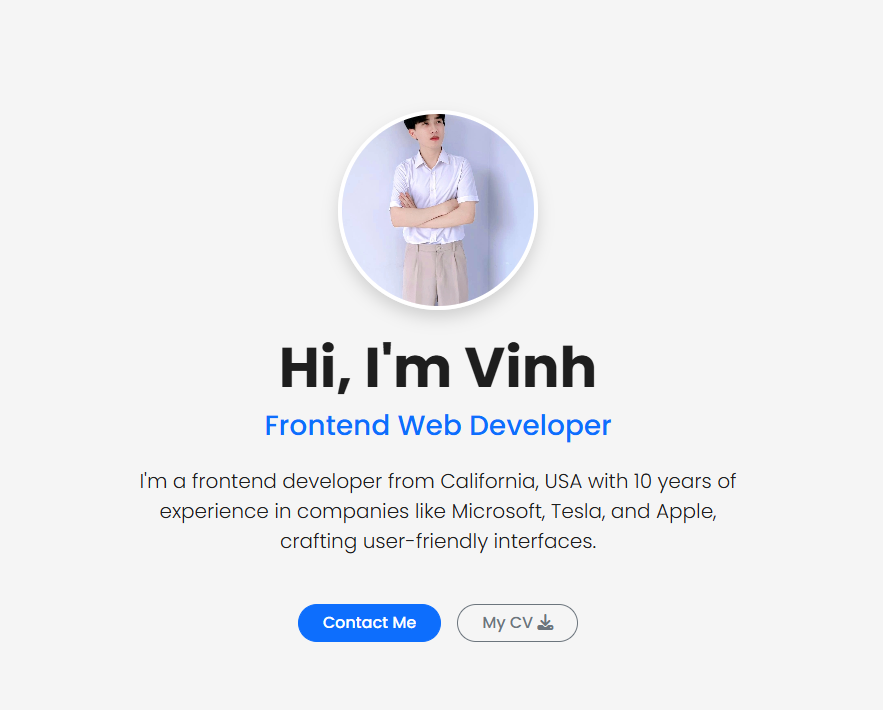 Hi, I'm Vinh
Frontend Web Developer
I'm a frontend developer from California, USA with 10 years of
experience in companies like Microsoft, Tesla, and Apple,
crafting user-friendly interfaces.
Contact Me
My CV